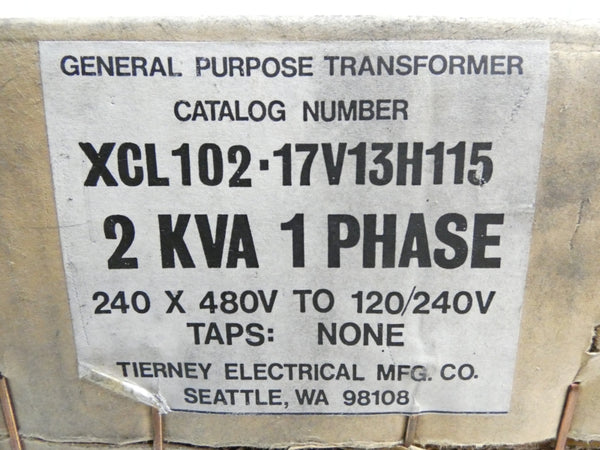 GENERAL PURPOSE TRANSFORMER
CATALOG NUMBER
XCL102·17V13H115
2 KVA 1 PHASE
240 X 480V TO 120/240V
TAPS: NONE
TIERNEY ELECTRICAL MFG. CO.
SEATTLE, WA 98108